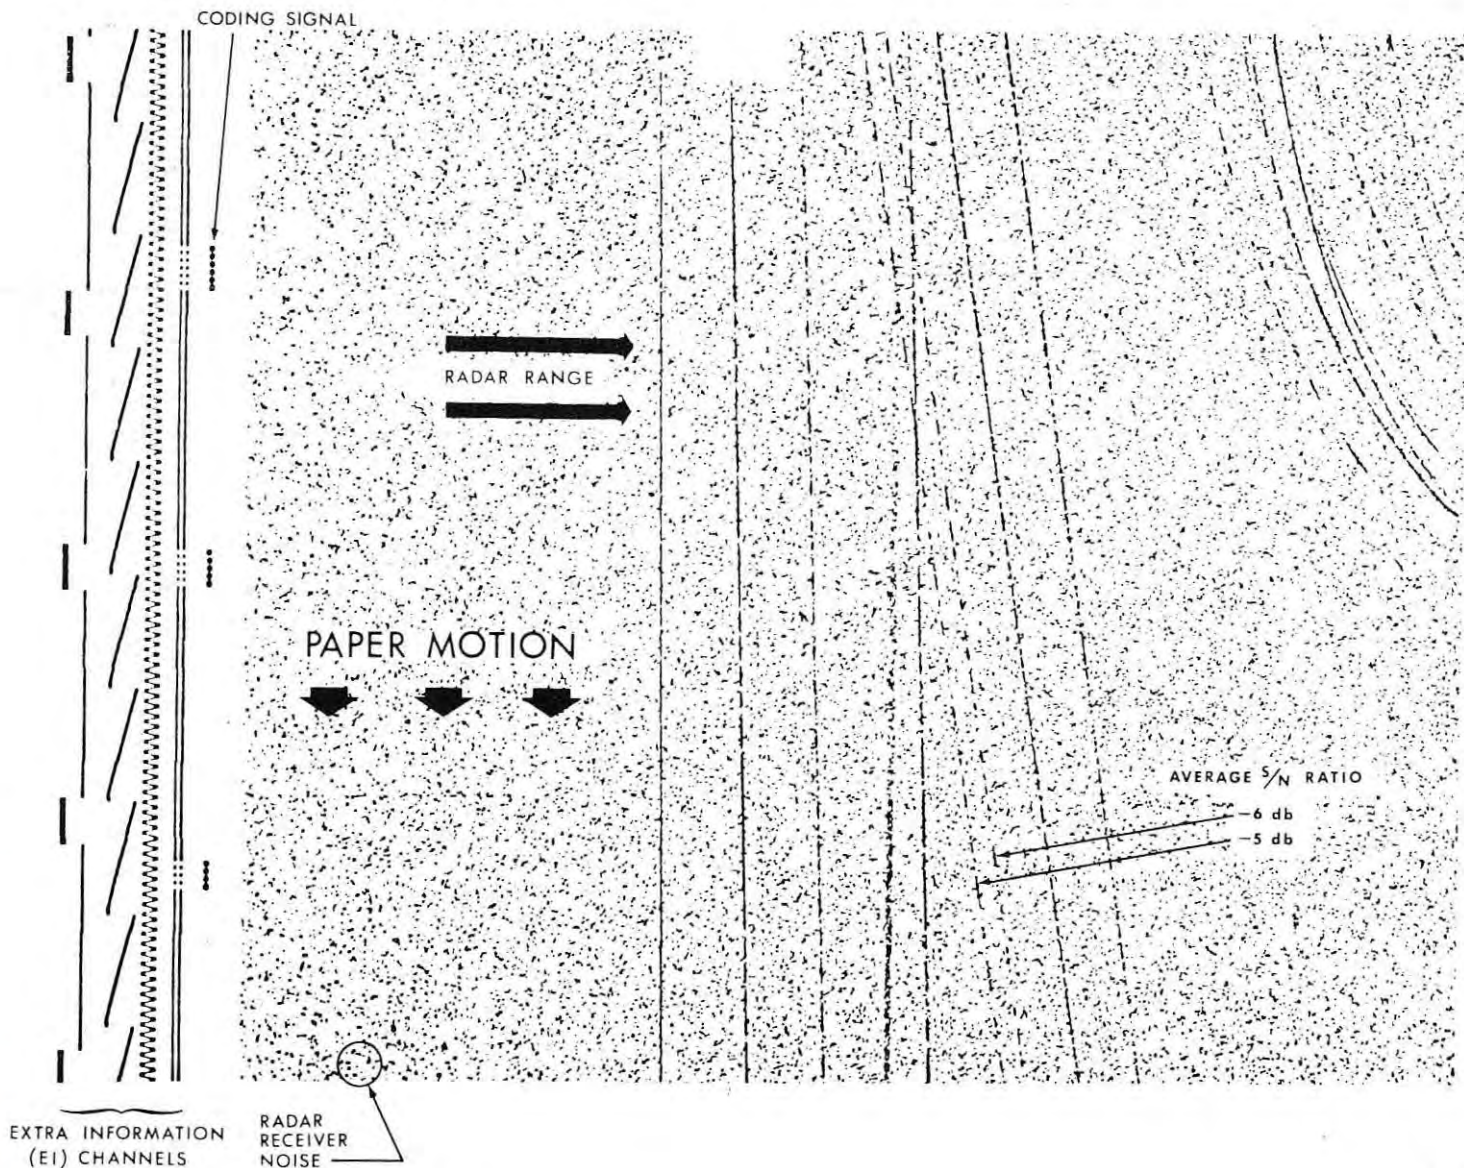 CODING SIGNAL
RADAR RANGE
PAPER MOTION
AVERAGE S/N RATIO
−6 db
−5 db
EXTRA INFORMATION
(EI) CHANNELS
RADAR
RECEIVER
NOISE